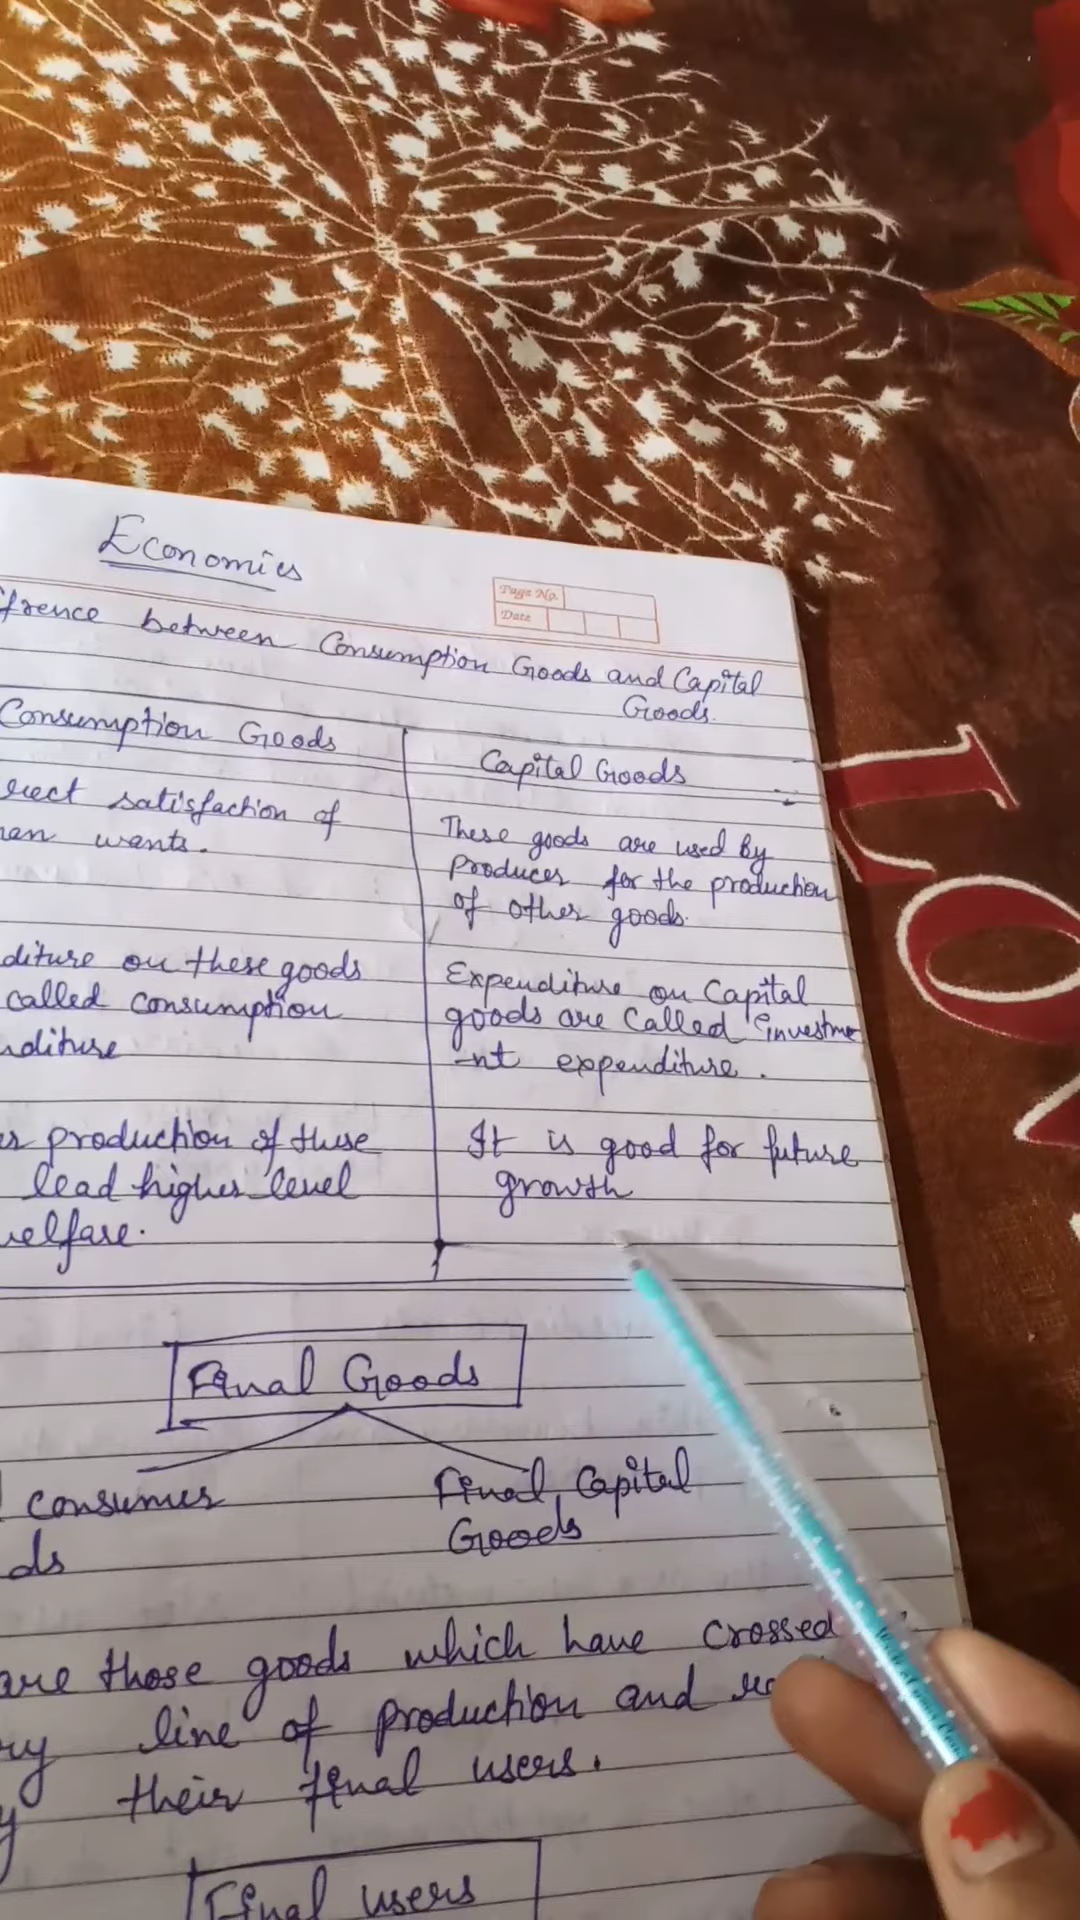 Economics
Page No.
Date
frence between Consumption Goods and Capital
Goods.
Consumption Goods
rect satisfaction of
wants.
diture on these goods
called consumption
nditure
production of these
lead higher level
welfare.
Capital Goods
These goods are used by
Producer for the production
of other goods.
Expenditure on Capital
goods are called investme
-nt expenditure.
It is good for future
growth
Final Goods
consumer
ds
Final Capital
Goods
are those goods which have crossed
line of production and
their final users.
Final users
LOV